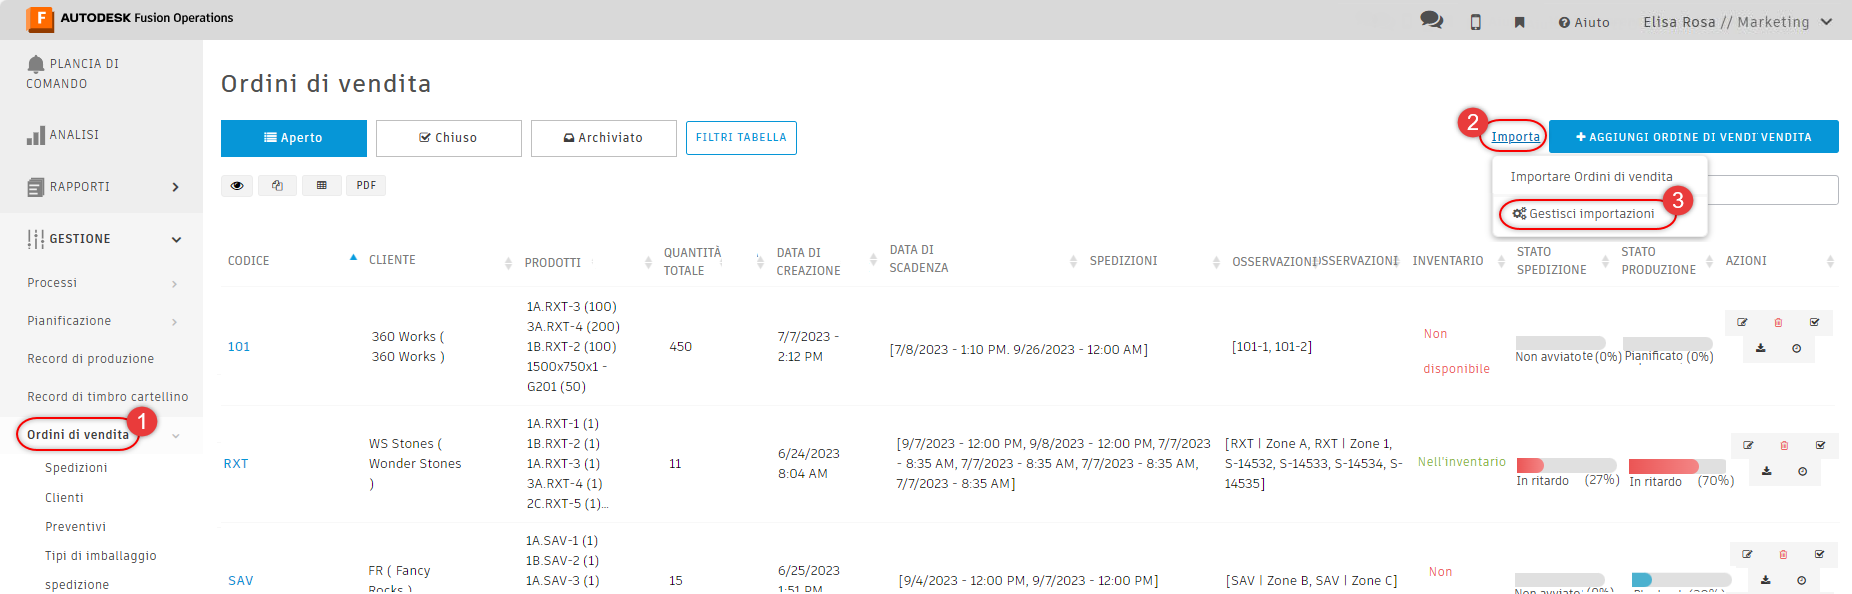 AUTODESK Fusion Operations
Aiuto
Elisa Rosa // Marketing
PLANCIA DI
COMANDO
ANALISI
RAPPORTI
GESTIONE
Processi
Pianificazione
Record di produzione
Record di timbro cartellino
Ordini di vendita
1
Spedizioni
Clienti
Preventivi
Tipi di imballaggio
spedizione
Ordini di vendita
Aperto
Chiuso
Archiviato
FILTRI TABELLA
2
Importa
+ AGGIUNGI ORDINE DI VENDI VENDITA
Importare Ordini di vendita
3
Gestisci importazioni
PDF
CODICE
CLIENTE
PRODOTTI
QUANTITÀ
TOTALE
DATA DI
CREAZIONE
DATA DI
SCADENZA
SPEDIZIONI
OSSERVAZIONI
INVENTARIO
STATO
SPEDIZIONE
STATO
PRODUZIONE
AZIONI
101
360 Works (
360 Works )
1A.RXT-3 (100)
3A.RXT-4 (200)
1B.RXT-2 (100)
1500x750x1 -
G201 (50)
450
7/7/2023 -
2:12 PM
[7/8/2023 - 1:10 PM. 9/26/2023 - 12:00 AM]
[101-1, 101-2]
Non
disponibile
Non avviato te (0%)
Pianificato (0%)
RXT
WS Stones (
Wonder Stones
)
1A.RXT-1 (1)
1B.RXT-2 (1)
1A.RXT-3 (1)
3A.RXT-4 (1)
2C.RXT-5 (1)...
11
6/24/2023
8:04 AM
[9/7/2023 - 12:00 PM, 9/8/2023 - 12:00 PM, 7/7/2023
- 8:35 AM, 7/7/2023 - 8:35 AM, 7/7/2023 - 8:35 AM,
7/7/2023 - 8:35 AM]
[RXT | Zone A, RXT | Zone 1,
S-14532, S-14533, S-14534, S-
14535]
Nell'inventario
In ritardo (27%)
In ritardo (70%)
SAV
FR ( Fancy
Rocks )
1A.SAV-1 (1)
1B.SAV-2 (1)
1A.SAV-3 (1)
15
6/25/2023
1:51 PM
[9/4/2023 - 12:00 PM, 9/7/2023 - 12:00 PM]
[SAV | Zone B, SAV | Zone C]
Non
Non avviato (0%)